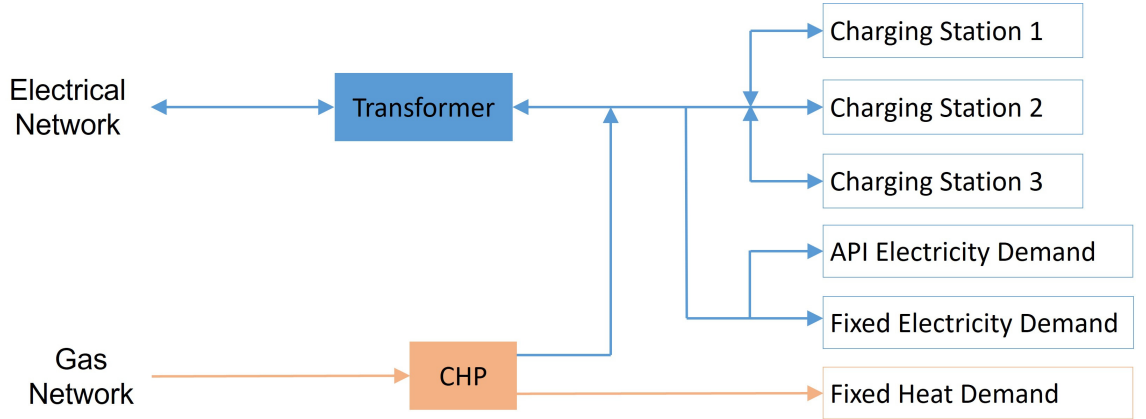 Electrical
Network
Transformer
Charging Station 1
Charging Station 2
Charging Station 3
API Electricity Demand
Fixed Electricity Demand
Gas
Network
CHP
Fixed Heat Demand